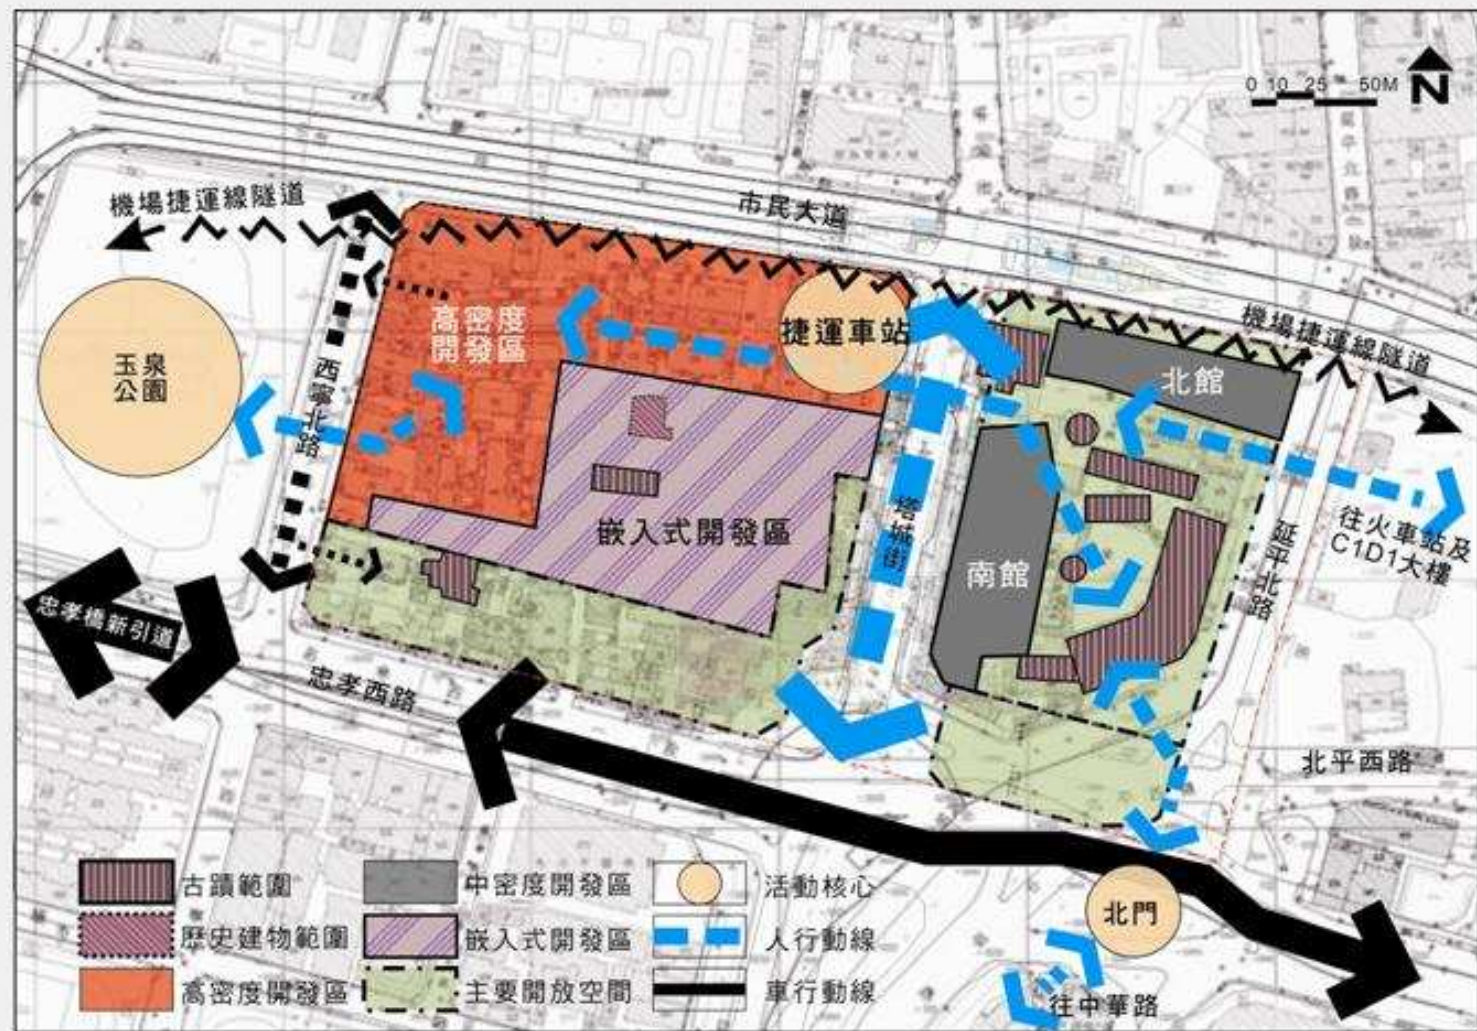 0 10 25 50M
N
機場捷運線隧道
市民大道
機場捷運線隧道
玉泉
公園
西寧北路
高密度
開發區
捷運車站
北館
嵌入式開發區
塔城街
南館
延平北路
往火車站及
C1D1大樓
忠孝橋新引道
忠孝西路
北平西路
北門
往中華路
古蹟範圍
中密度開發區
活動核心
歷史建物範圍
嵌入式開發區
人行動線
高密度開發區
主要開放空間
車行動線